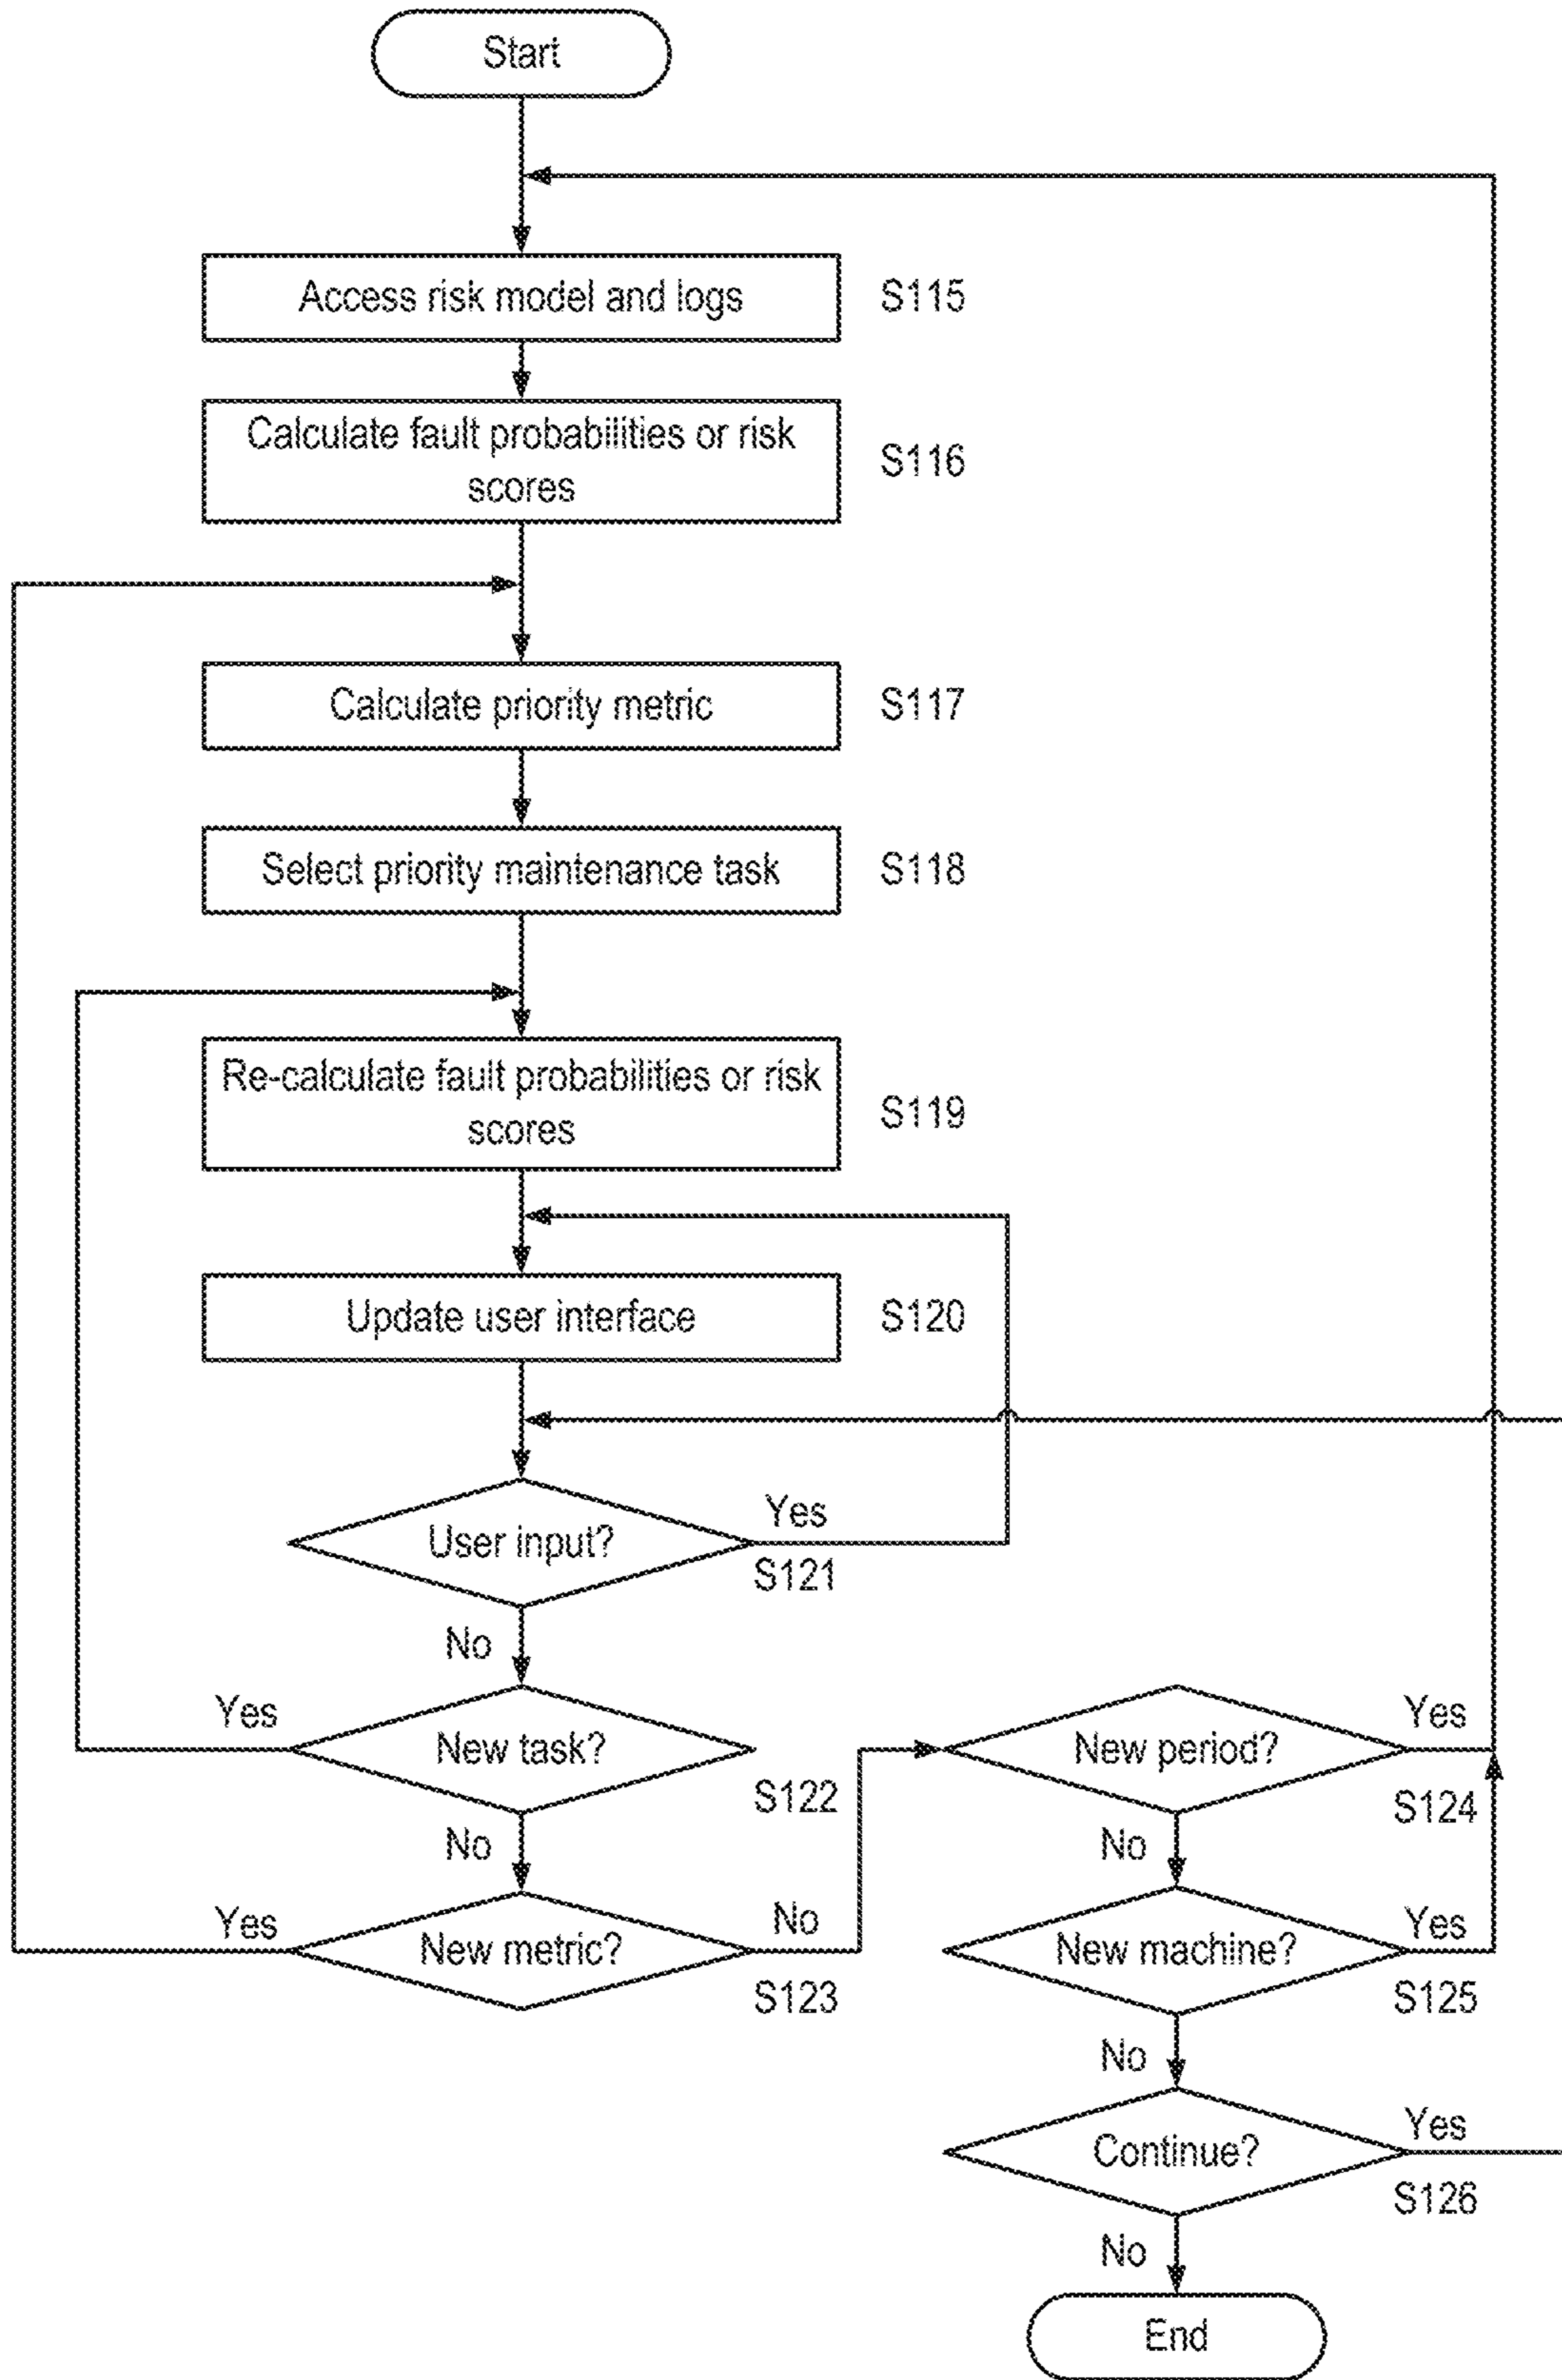 Start
Access risk model and logs
S115
Calculate fault probabilities or risk
scores
S116
Calculate priority metric
S117
Select priority maintenance task
S118
Re-calculate fault probabilities or risk
scores
S119
Update user interface
S120
User input?
Yes
S121
No
New task?
Yes
S122
No
New metric?
Yes
No
S123
New period?
Yes
S124
No
New machine?
Yes
S125
No
Continue?
Yes
S126
No
End